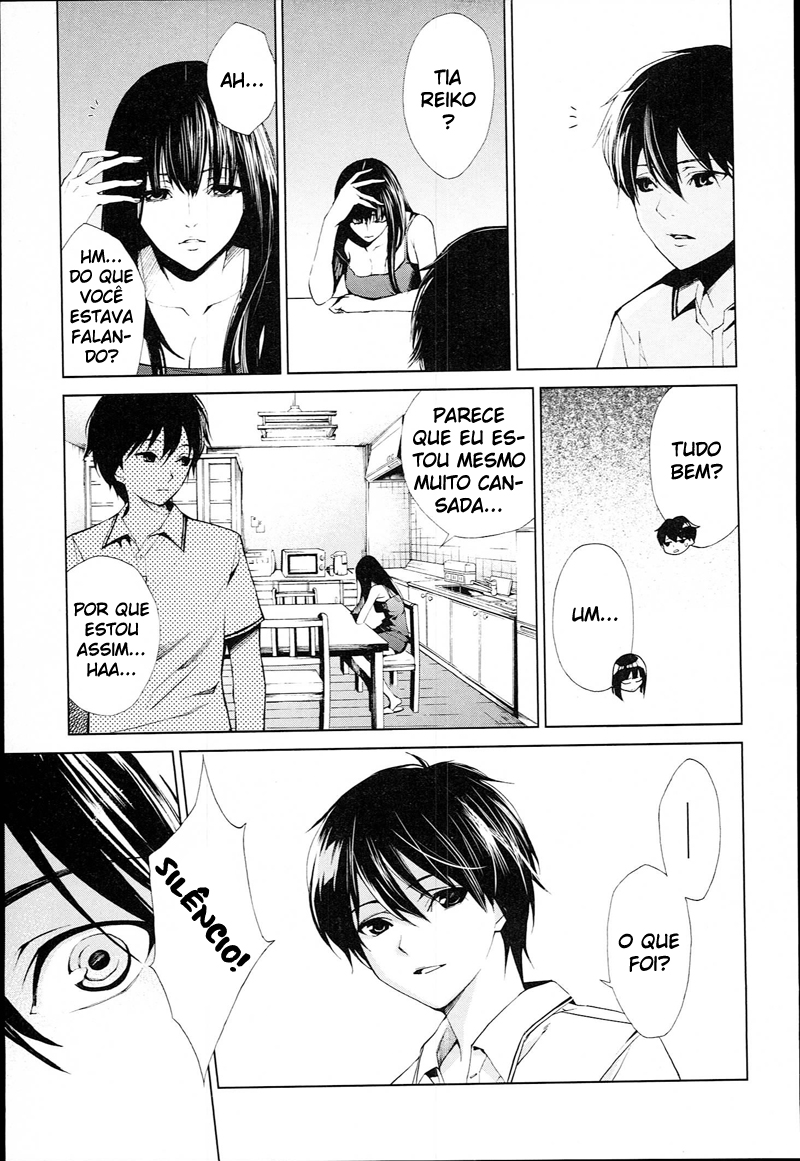 TIA
REIKO
?
AH...
HM...
DO QUE
VOCÊ
ESTAVA
FALAN-
DO?
TUDO
BEM?
UM...
PARECE
QUE EU ES-
TOU MESMO
MUITO CAN-
SADA...
POR QUE
ESTOU
ASSIM...
HAA...
—
O QUE
FOI?
SILÊNCIO!